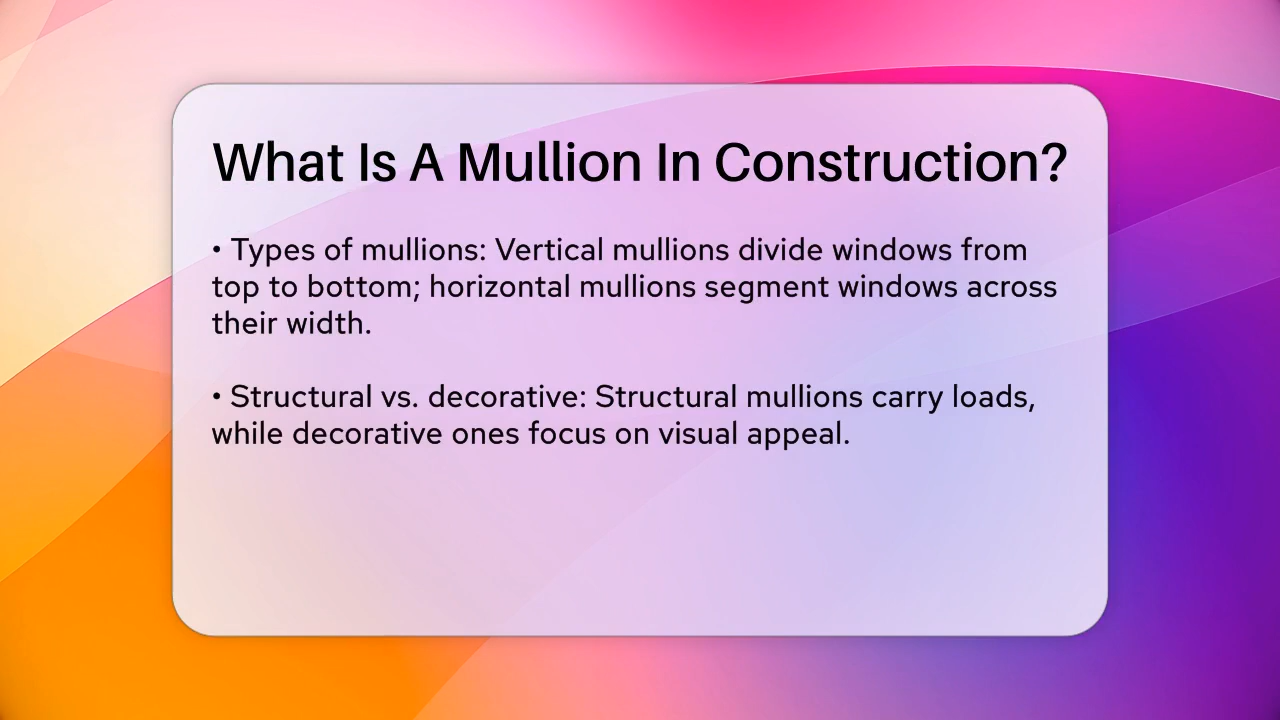 What Is A Mullion In Construction?
• Types of mullions: Vertical mullions divide windows from
top to bottom; horizontal mullions segment windows across
their width.
• Structural vs. decorative: Structural mullions carry loads,
while decorative ones focus on visual appeal.